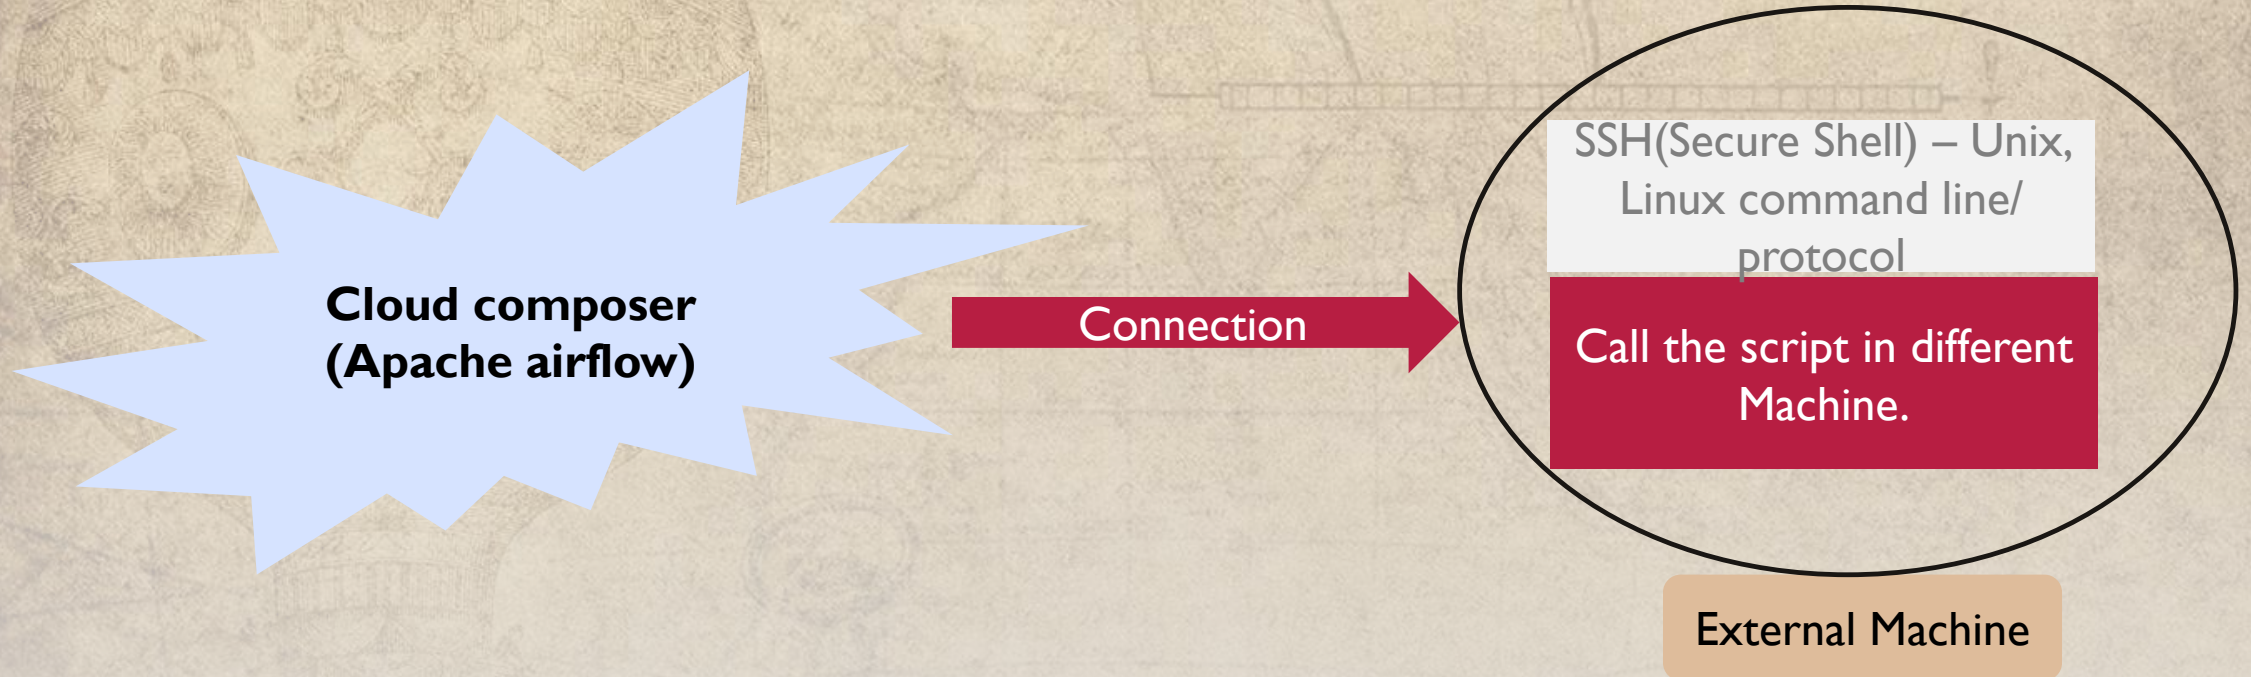 Cloud composer
(Apache airflow)
Connection
SSH(Secure Shell) – Unix,
Linux command line/
protocol
Call the script in different
Machine.
External Machine